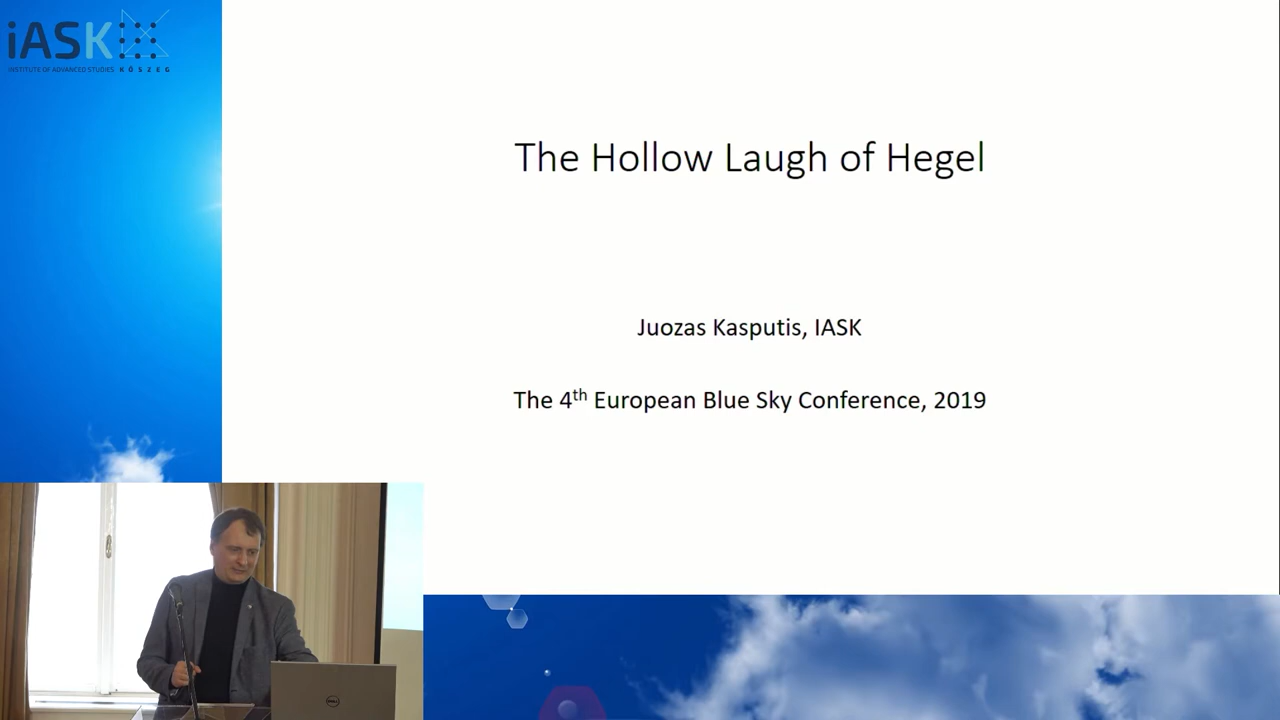 iASK
INSTITUTE OF ADVANCED STUDIES KŐSZEG
The Hollow Laugh of Hegel
Juozas Kasputis, IASK
The 4th European Blue Sky Conference, 2019
DELL